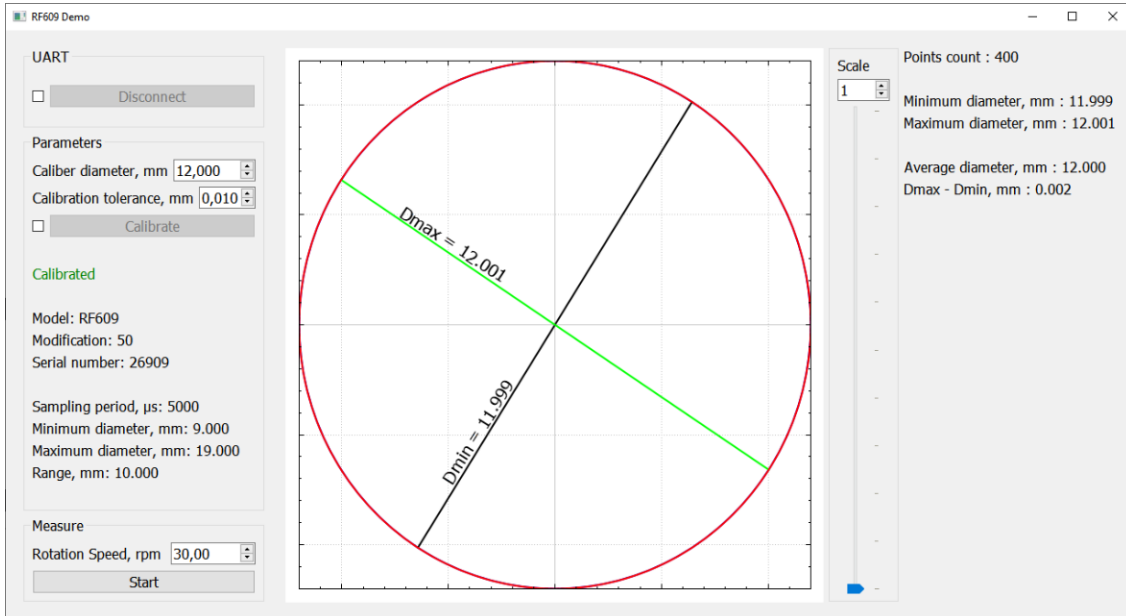 RF609 Demo
UART
Disconnect
Parameters
Caliber diameter, mm 12,000
Calibration tolerance, mm 0,010
Calibrate
Calibrated
Model: RF609
Modification: 50
Serial number: 26909
Sampling period, µs: 5000
Minimum diameter, mm: 9.000
Maximum diameter, mm: 19.000
Range, mm: 10.000
Measure
Rotation Speed, rpm 30,00
Start
Dmax = 12.001
Dmin = 11.999
Scale
1
Points count : 400
Minimum diameter, mm : 11.999
Maximum diameter, mm : 12.001
Average diameter, mm : 12.000
Dmax - Dmin, mm : 0.002